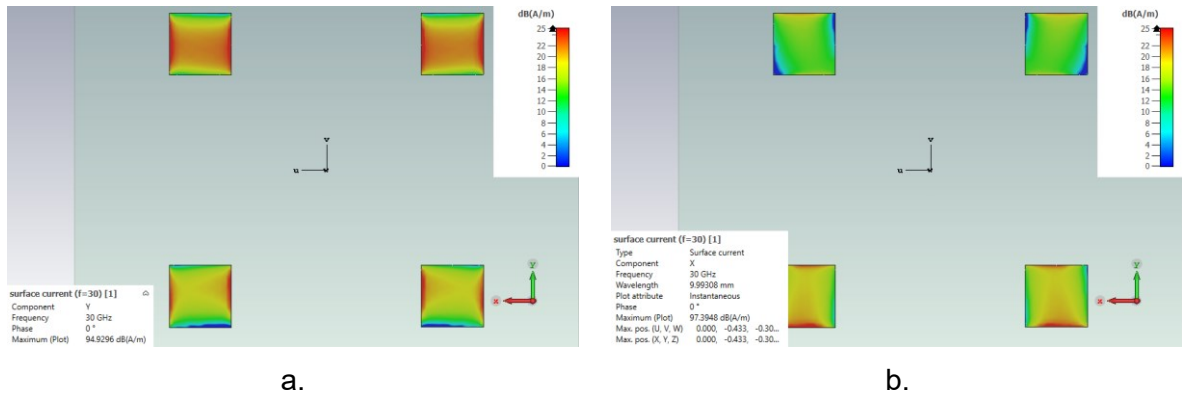 dB(A/m)
25
22
20
18
16
14
12
10
8
6
4
2
0
v
u
w
surface current (f=30) [1]
Component Y
Frequency 30 GHz
Phase 0 °
Maximum (Plot) 94.9296 dB(A/m)
Y
X
a.
dB(A/m)
25
22
20
18
16
14
12
10
8
6
4
2
0
v
u
w
surface current (f=30) [1]
Type Surface current
Component X
Frequency 30 GHz
Wavelength 9.99308 mm
Plot attribute Instantaneous
Phase 0 °
Maximum (Plot) 97.3948 dB(A/m)
Max. pos. (U, V, W) 0.000, -0.433, -0.30...
Max. pos. (X, Y, Z) 0.000, -0.433, -0.30...
Y
X
b.